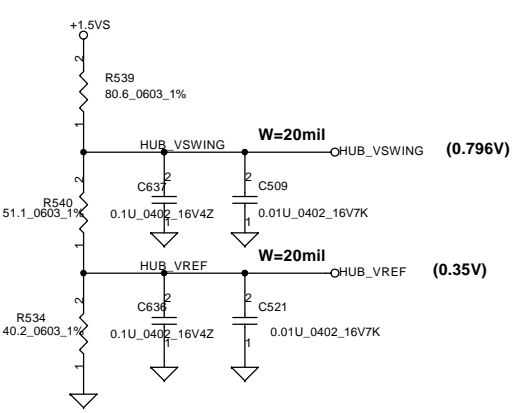 +1.5VS
2
R539
80.6_0603_1%
1
W=20mil
HUB_VSWING
HUB_VSWING
(0.796V)
2
2
2
C637
C509
R540
51.1_0603_1%
0.1U_0402_16V4Z
0.01U_0402_16V7K
1
1
1
W=20mil
HUB_VREF
HUB_VREF
(0.35V)
2
2
2
C636
C521
R534
40.2_0603_1%
0.1U_0402_16V4Z
0.01U_0402_16V7K
1
1
1